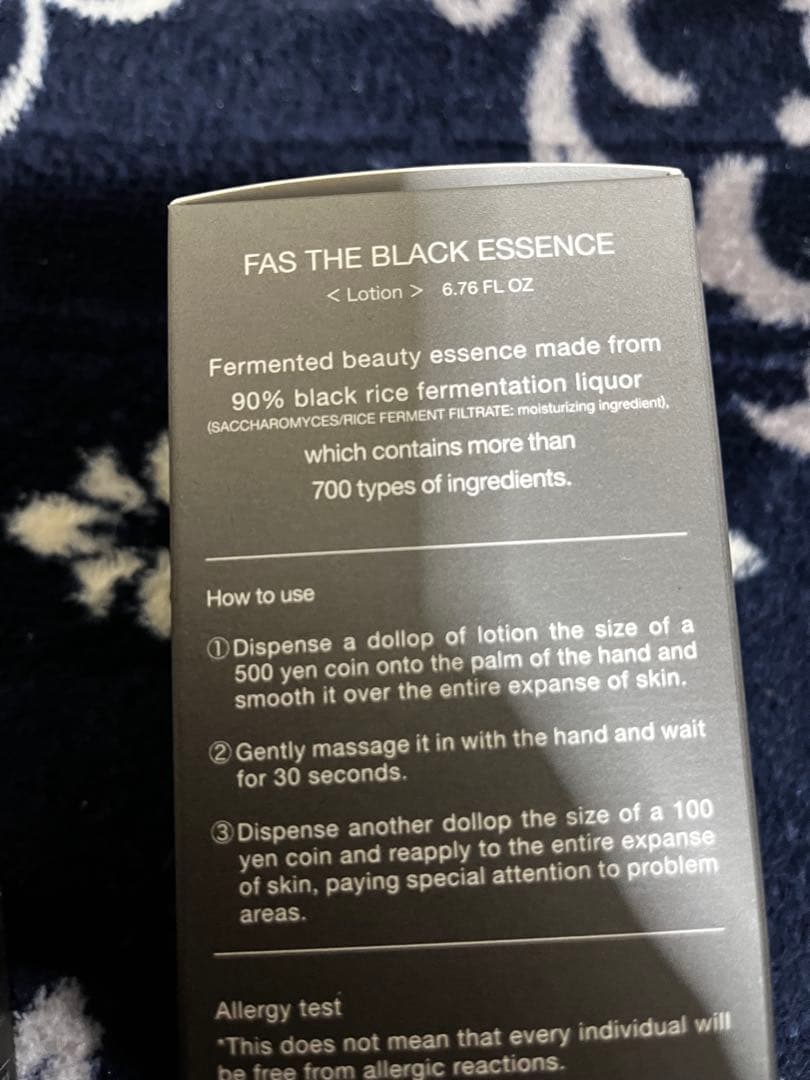 FAS THE BLACK ESSENCE
< Lotion > 6.76 FL OZ
Fermented beauty essence made from
90% black rice fermentation liquor
(SACCHAROMYCES/RICE FERMENT FILTRATE: moisturizing ingredient),
which contains more than
700 types of ingredients.
How to use
①Dispense a dollop of lotion the size of a
500 yen coin onto the palm of the hand and
smooth it over the entire expanse of skin.
②Gently massage it in with the hand and wait
for 30 seconds.
③Dispense another dollop the size of a 100
yen coin and reapply to the entire expanse
of skin, paying special attention to problem
areas.
Allergy test
*This does not mean that every individual will
be free from allergic reactions.